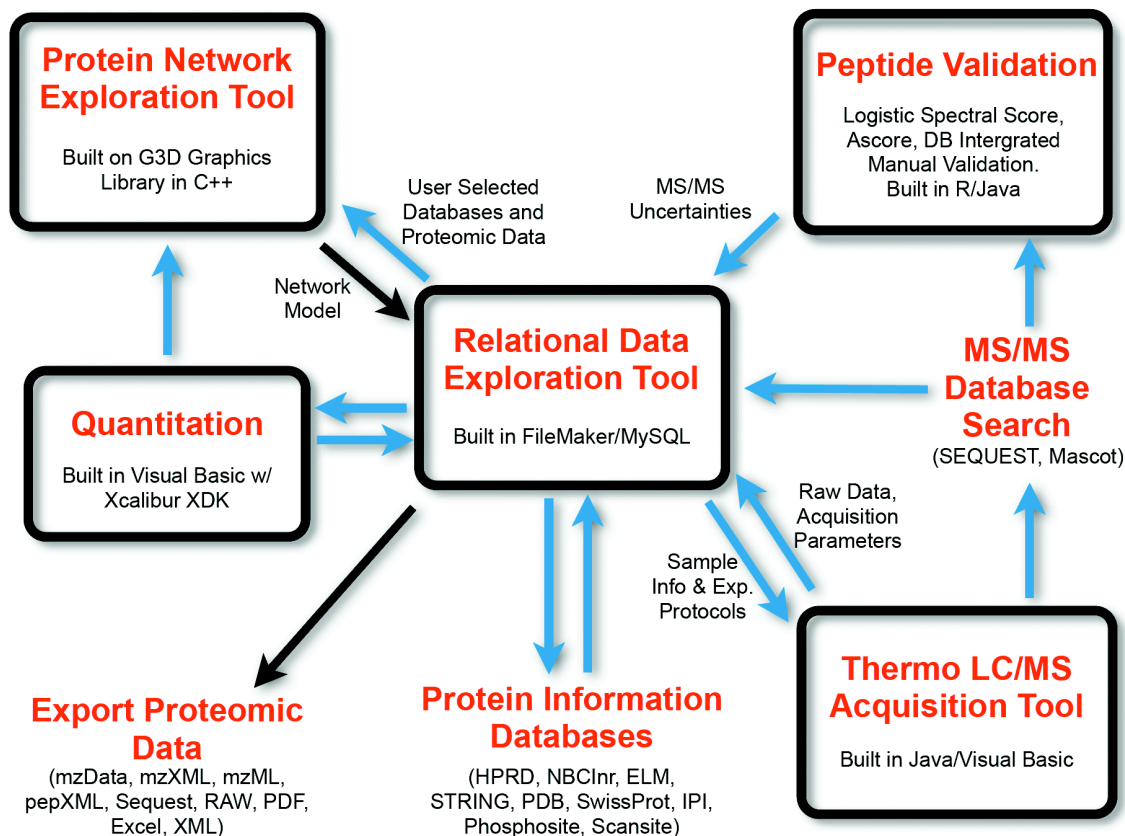 Protein Network
Exploration Tool
Built on G3D Graphics
Library in C++
Peptide Validation
Logistic Spectral Score,
Ascore, DB Intergrated
Manual Validation.
Built in R/Java
User Selected
Databases and
Proteomic Data
MS/MS
Uncertainties
Network
Model
Relational Data
Exploration Tool
Built in FileMaker/MySQL
MS/MS
Database
Search
(SEQUEST, Mascot)
Quantitation
Built in Visual Basic w/
Xcalibur XDK
Raw Data,
Acquisition
Parameters
Sample
Info & Exp.
Protocols
Thermo LC/MS
Acquisition Tool
Built in Java/Visual Basic
Export Proteomic
Data
(mzData, mzXML, mzML,
pepXML, Sequest, RAW, PDF,
Excel, XML)
Protein Information
Databases
(HPRD, NBCInr, ELM,
STRING, PDB, SwissProt, IPI,
Phosphosite, Scansite)